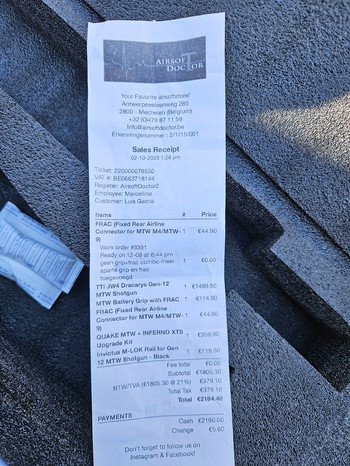 AIRSOFT
DOCTOR
Your Favorite airsoftstore!
Antwerpsesteenweg 285
2800 - Mechelen (Belgium)
+32 (0)479 87 11 59
Info@airsoftdoctor.be
Erkenningsnummer : 2/1/15/001
Sales Receipt
02-10-2025 1:28 pm
Ticket: 220000076550
VAT #: BE0663718144
Register: AirsoftDoctor2
Employee: Marcelline
Customer: Luis Garcia
Items # Price
FRAC (Fixed Rear Airline
Connector for MTW M4/MTW- 1 €44.90
9)
Work order #9391
Ready on 12-09 at 6:44 pm
geen grip+frac combo meer 1 €0.00
aparte grip en frac
toegevoegd
TTI JW4 Dracarys Gen-12 1 €1499.90
MTW Shotgun
MTW Battery Grip with FRAC 1 €114.90
FRAC (Fixed Rear Airline
Connector for MTW M4/MTW- 1 €44.90
9)
QUAKE MTW + INFERNO XTS 1 €359.90
Upgrade Kit
Invictus M-LOK Rail for Gen 1 €119.90
12 MTW Shotgun - Black
Fee total €0.00
Subtotal €1805.30
BTW/TVA (€1805.30 @ 21%) €379.10
Total Tax €379.10
Total €2184.40
PAYMENTS
Cash €2190.00
Change €5.60
Don't forget to follow us on
Instagram & Facebook!